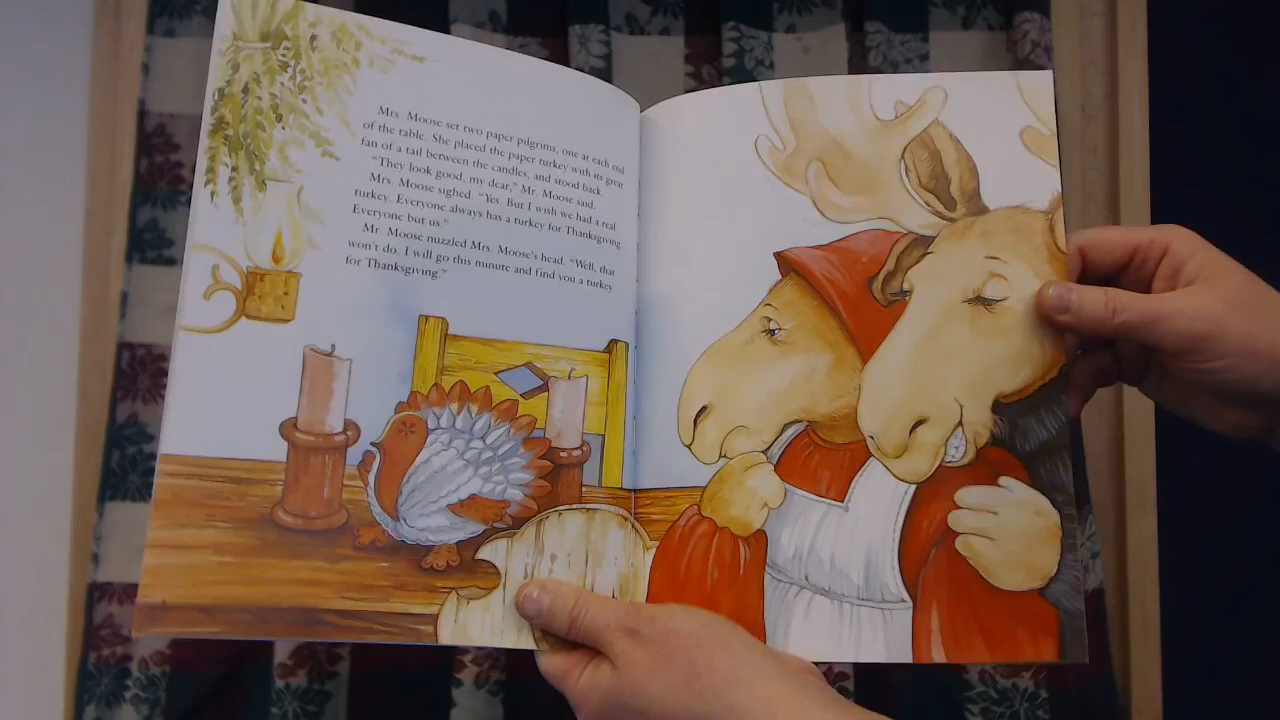 Mrs. Moose set two paper pilgrims, one at each end
of the table. She placed the paper turkey with its great
fan of a tail between the candles, and stood back.
"They look good, my dear," Mr. Moose said.
Mrs. Moose sighed. "Yes. But I wish we had a real
turkey. Everyone always has a turkey for Thanksgiving.
Everyone but us."
Mr. Moose nuzzled Mrs. Moose's head. "Well, that
won't do. I will go this minute and find you a turkey
for Thanksgiving."